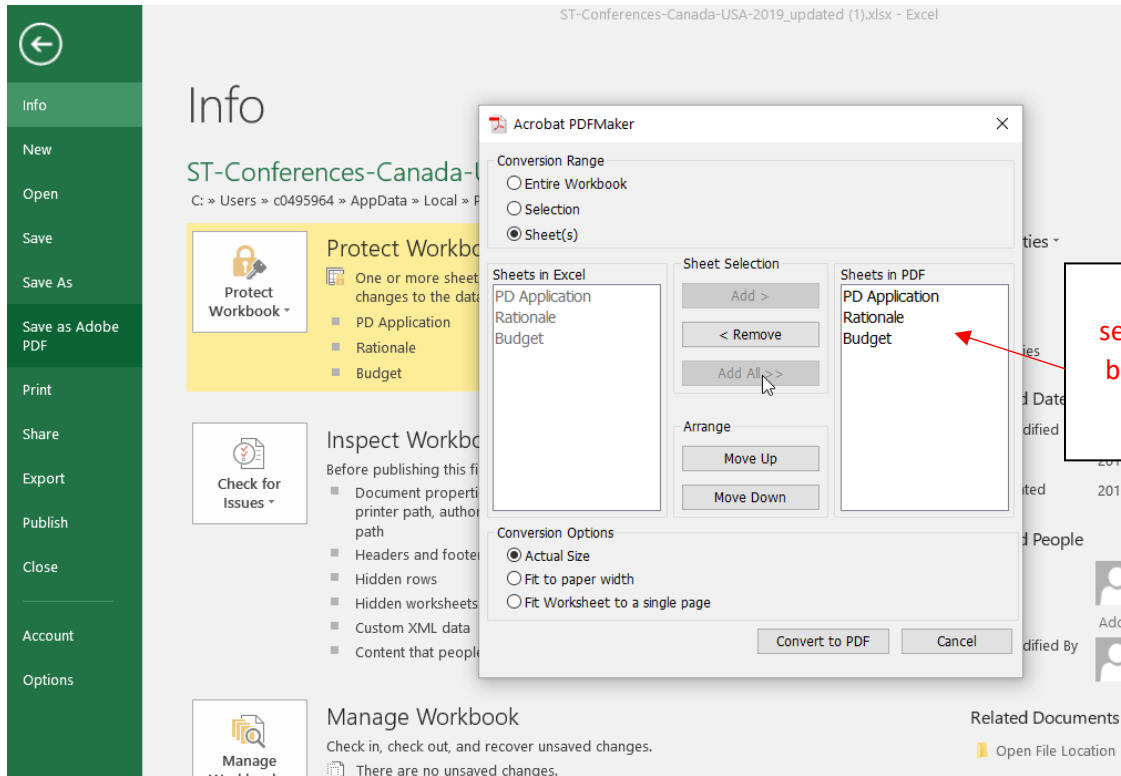 ST-Conferences-Canada-USA-2019_updated (1).xlsx - Excel
Info
New
Open
Save
Save As
Save as Adobe
PDF
Print
Share
Export
Publish
Close
Account
Options
Info
ST-Conferences-Canada-U
C: » Users » c0495964 » AppData » Local » P
Protect
Workbook
Protect Workbo
One or more sheet
changes to the data
PD Application
Rationale
Budget
Check for
Issues
Inspect Workbo
Before publishing this fi
Document properti
printer path, author
path
Headers and foote
Hidden rows
Hidden worksheets
Custom XML data
Content that people
Manage
Manage Workbook
Check in, check out, and recover unsaved changes.
There are no unsaved changes.
Acrobat PDFMaker
Conversion Range
Entire Workbook
Selection
Sheet(s)
Sheets in Excel
PD Application
Rationale
Budget
Sheet Selection
Add >
< Remove
Add All >>
Arrange
Move Up
Move Down
Sheets in PDF
PD Application
Rationale
Budget
Conversion Options
Actual Size
Fit to paper width
Fit Worksheet to a single page
Convert to PDF
Cancel
ties
se
b
ies
d Date
dified
ted
201
d People
Add
dified By
Related Documents
Open File Location